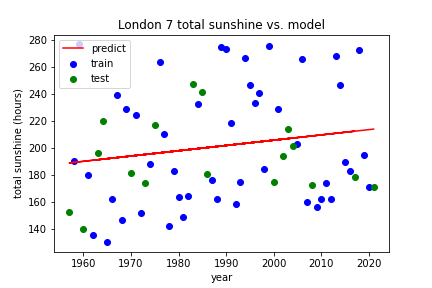 London 7 total sunshine vs. model
280
260
240
220
200
180
160
140
total sunshine (hours)
predict
train
test
1960
1970
1980
1990
2000
2010
2020
year